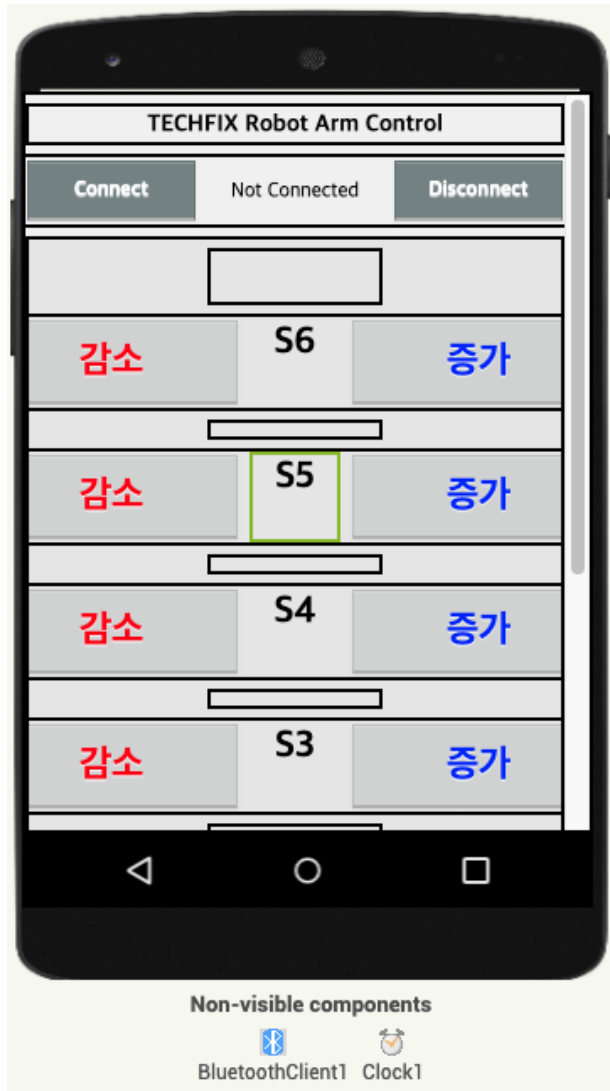 TECHFIX Robot Arm Control
Connect Not Connected Disconnect
감소 S6 증가
감소 S5 증가
감소 S4 증가
감소 S3 증가
Non-visible components
BluetoothClient1 Clock1